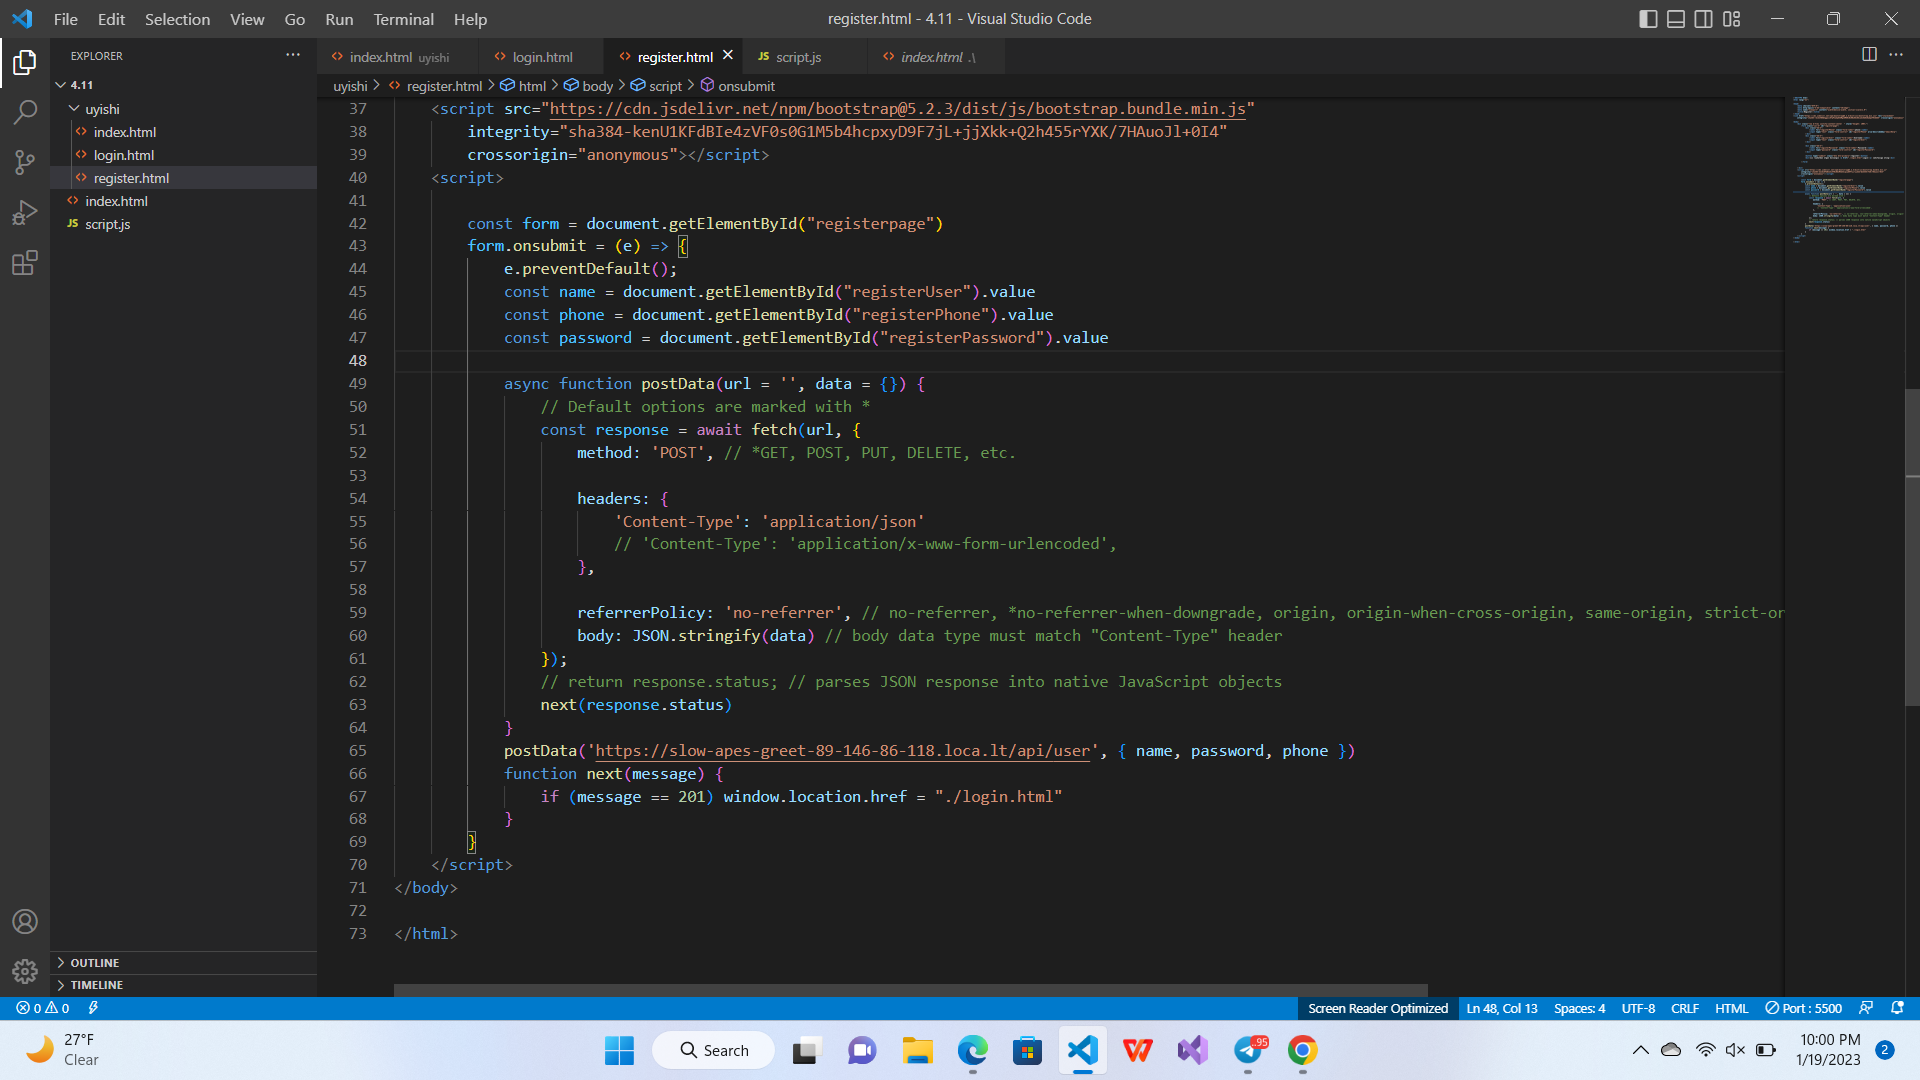 File Edit Selection View Go Run Terminal Help
register.html - 4.11 - Visual Studio Code
EXPLORER
4.11
uyishi
index.html
login.html
register.html
index.html
JS script.js
OUTLINE
TIMELINE
index.html uyishi
login.html
register.html
JS script.js
index.html .\
uyishi > register.html > html > body > script > onsubmit
37 <script src="https://cdn.jsdelivr.net/npm/bootstrap@5.2.3/dist/js/bootstrap.bundle.min.js"
38 integrity="sha384-kenU1KFdBIe4zVF0s0G1M5b4hcpxyD9F7jL+jjXkk+Q2h455rYXK/7HAuoJl+0I4"
39 crossorigin="anonymous"></script>
40 <script>
41
42 const form = document.getElementById("registerpage")
43 form.onsubmit = (e) => {
44 e.preventDefault();
45 const name = document.getElementById("registerUser").value
46 const phone = document.getElementById("registerPhone").value
47 const password = document.getElementById("registerPassword").value
48
49 async function postData(url = '', data = {}) {
50 // Default options are marked with *
51 const response = await fetch(url, {
52 method: 'POST', // *GET, POST, PUT, DELETE, etc.
53
54 headers: {
55 'Content-Type': 'application/json'
56 // 'Content-Type': 'application/x-www-form-urlencoded',
57 },
58
59 referrerPolicy: 'no-referrer', // no-referrer, *no-referrer-when-downgrade, origin, origin-when-cross-origin, same-origin, strict-or
60 body: JSON.stringify(data) // body data type must match "Content-Type" header
61 });
62 // return response.status; // parses JSON response into native JavaScript objects
63 next(response.status)
64 }
65 postData('https://slow-apes-greet-89-146-86-118.loca.lt/api/user', { name, password, phone })
66 function next(message) {
67 if (message == 201) window.location.href = "./login.html"
68 }
69 }
70 </script>
71 </body>
72
73 </html>
0 0
Screen Reader Optimized
Ln 48, Col 13
Spaces: 4
UTF-8
CRLF
HTML
Port : 5500
27°F
Clear
Search
..95
10:00 PM
1/19/2023
2